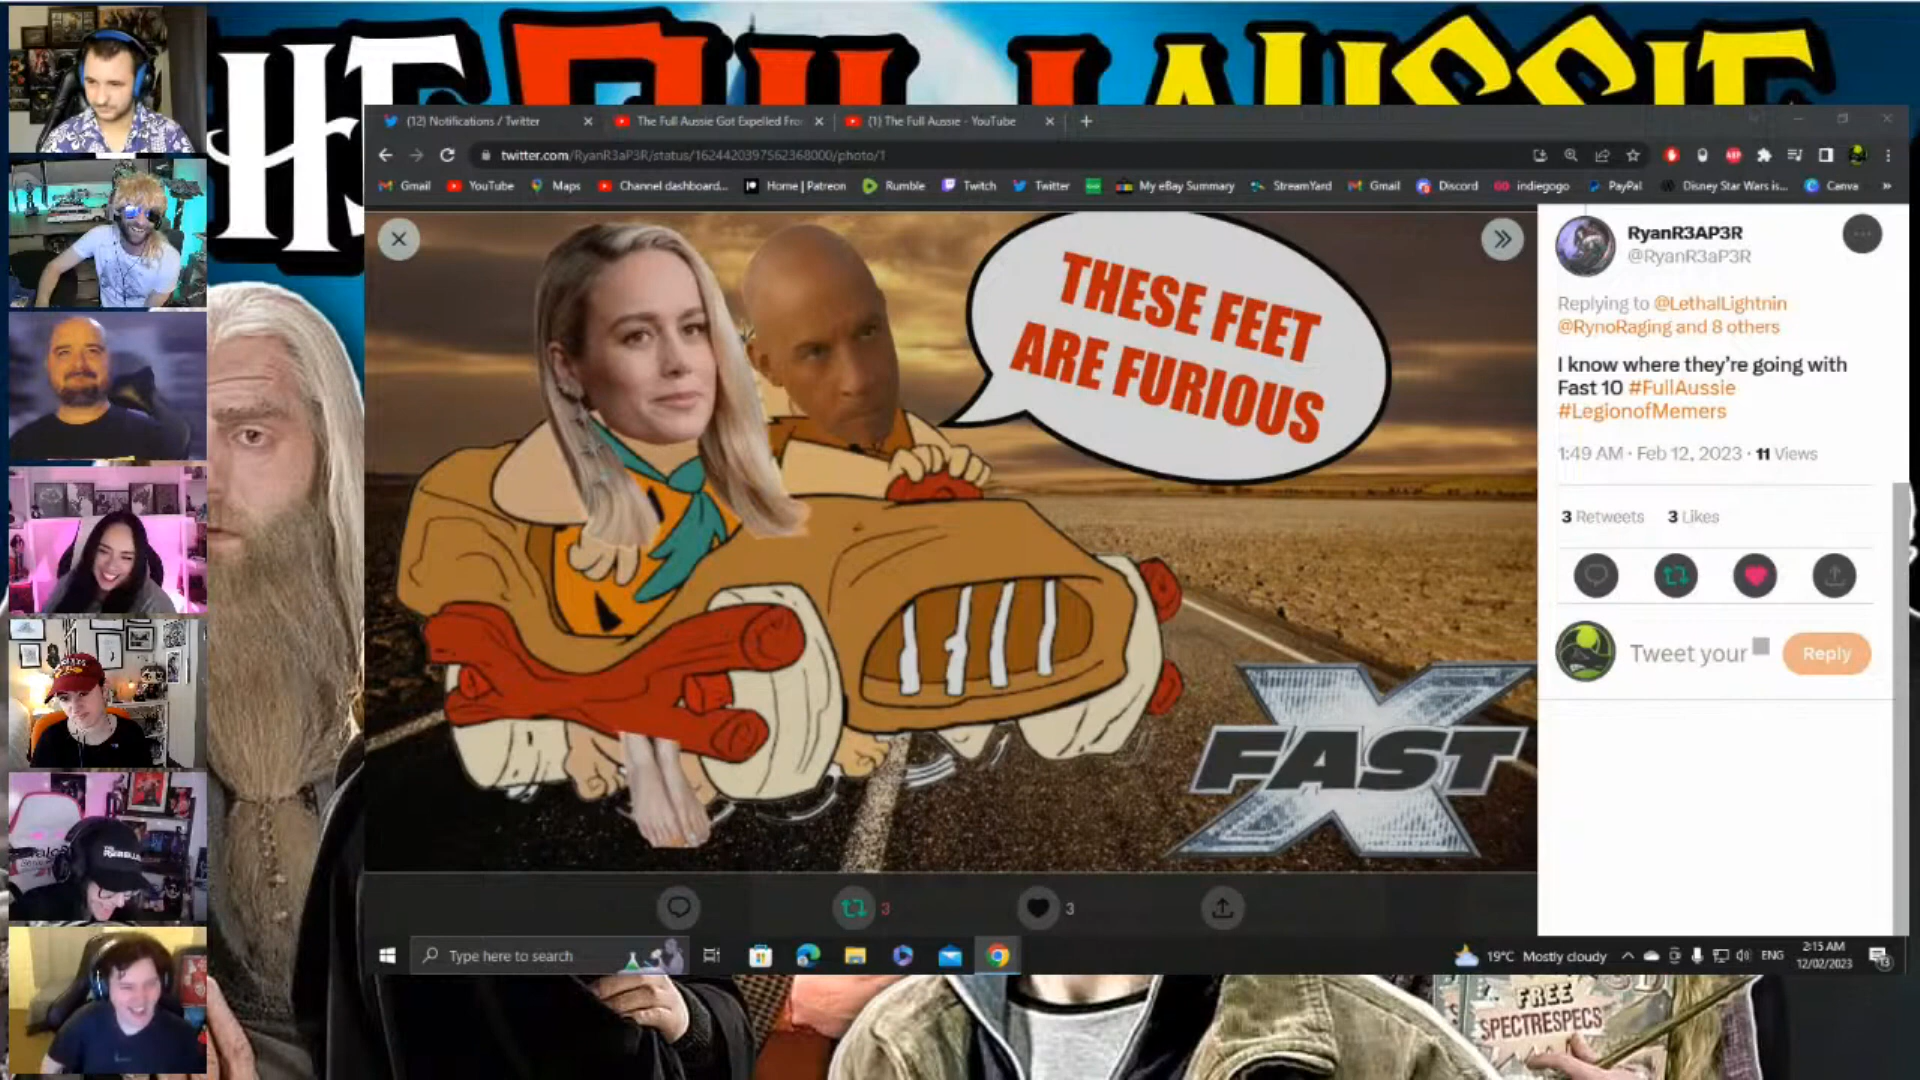 THE FULL AUSSIE
(12) Notifications / Twitter
The Full Aussie Got Expelled Fro
(1) The Full Aussie - YouTube
twitter.com/RyanR3aP3R/status/1624420397562368000/photo/1
Gmail
YouTube
Maps
Channel dashboard...
Home | Patreon
Rumble
Twitch
Twitter
My eBay Summary
StreamYard
Gmail
Discord
indiegogo
PayPal
Disney Star Wars is...
Canva
THESE FEET
ARE FURIOUS
FAST X
RyanR3AP3R
@RyanR3aP3R
Replying to @LethalLightnin
@RynoRaging and 8 others
I know where they're going with
Fast 10 #FullAussie
#LegionofMemers
1:49 AM · Feb 12, 2023 · 11 Views
3 Retweets 3 Likes
Tweet your
Reply
3
3
Type here to search
19°C Mostly cloudy
ENG
2:15 AM
12/02/2023
13
FREE
SPECTRESPECS